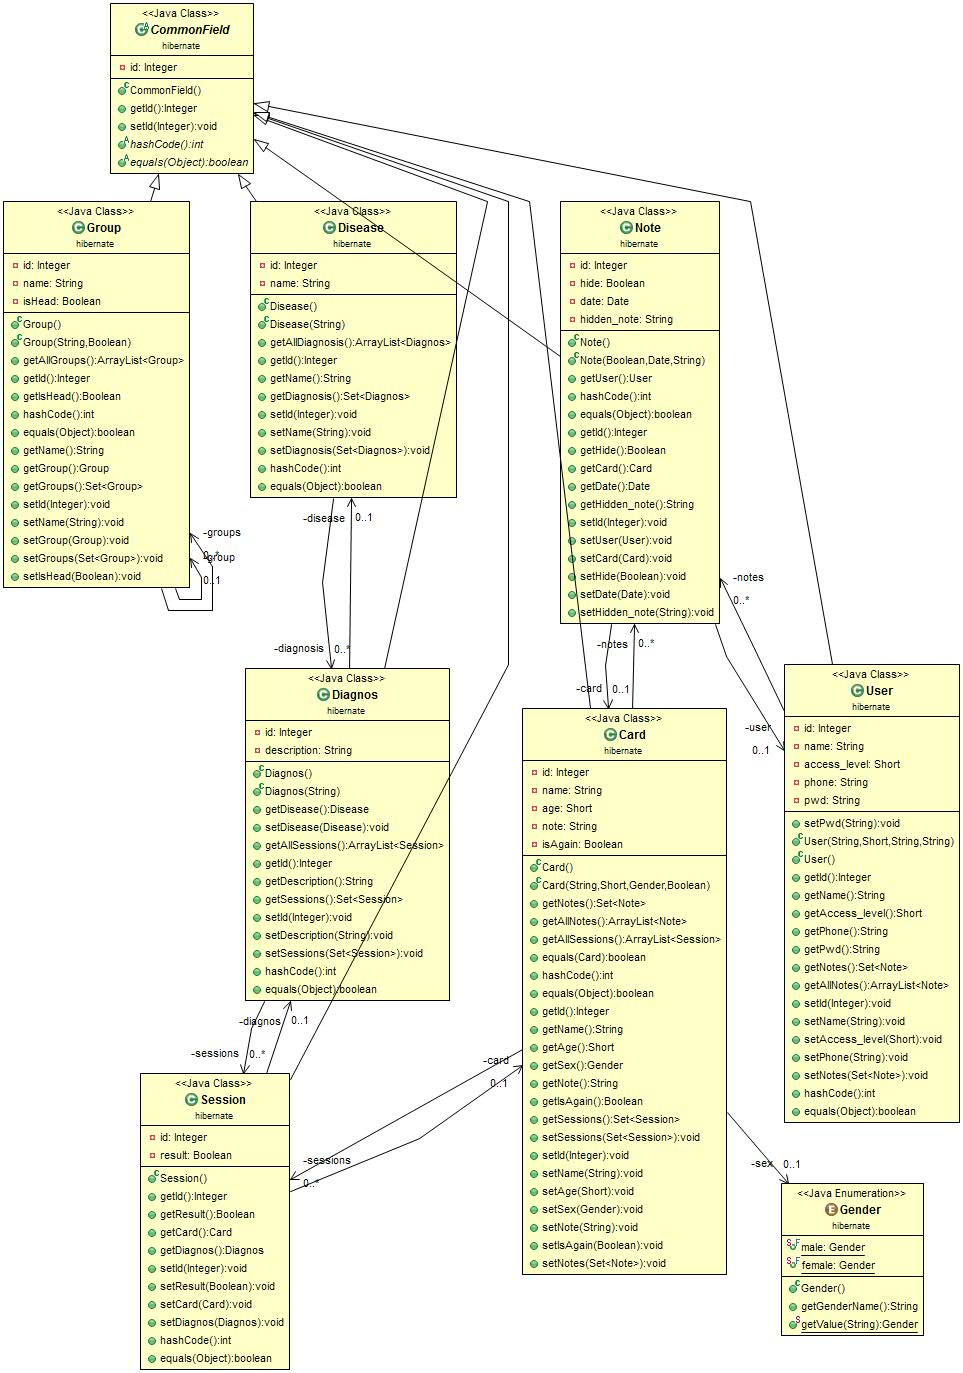 <<Java Class>>
CommonField
hibernate
id: Integer
CommonField()
getId():Integer
setId(Integer):void
hashCode():int
equals(Object):boolean
<<Java Class>>
Group
hibernate
id: Integer
name: String
isHead: Boolean
Group()
Group(String,Boolean)
getAllGroups():ArrayList<Group>
getId():Integer
getIsHead():Boolean
hashCode():int
equals(Object):boolean
getName():String
getGroup():Group
getGroups():Set<Group>
setId(Integer):void
setName(String):void
setGroup(Group):void
setGroups(Set<Group>):void
setIsHead(Boolean):void
-groups
0..*
-group
0..1
<<Java Class>>
Disease
hibernate
id: Integer
name: String
Disease()
Disease(String)
getAllDiagnosis():ArrayList<Diagnos>
getId():Integer
getName():String
getDiagnosis():Set<Diagnos>
setId(Integer):void
setName(String):void
setDiagnosis(Set<Diagnos>):void
hashCode():int
equals(Object):boolean
-disease
0..1
-diagnosis
0..*
<<Java Class>>
Note
hibernate
id: Integer
hide: Boolean
date: Date
hidden_note: String
Note()
Note(Boolean,Date,String)
getUser():User
hashCode():int
equals(Object):boolean
getId():Integer
getHide():Boolean
getCard():Card
getDate():Date
getHidden_note():String
setId(Integer):void
setUser(User):void
setCard(Card):void
setHide(Boolean):void
setDate(Date):void
setHidden_note(String):void
-notes
0..*
-notes
0..*
-card
0..1
-user
0..1
<<Java Class>>
Diagnos
hibernate
id: Integer
description: String
Diagnos()
Diagnos(String)
getDisease():Disease
setDisease(Disease):void
getAllSessions():ArrayList<Session>
getId():Integer
getDescription():String
getSessions():Set<Session>
setId(Integer):void
setDescription(String):void
setSessions(Set<Session>):void
hashCode():int
equals(Object):boolean
-diagnos
0..1
-sessions
0..*
<<Java Class>>
Card
hibernate
id: Integer
name: String
age: Short
note: String
isAgain: Boolean
Card()
Card(String,Short,Gender,Boolean)
getNotes():Set<Note>
getAllNotes():ArrayList<Note>
getAllSessions():ArrayList<Session>
equals(Card):boolean
hashCode():int
equals(Object):boolean
getId():Integer
getName():String
getAge():Short
getSex():Gender
getNote():String
getIsAgain():Boolean
getSessions():Set<Session>
setSessions(Set<Session>):void
setId(Integer):void
setName(String):void
setAge(Short):void
setSex(Gender):void
setNote(String):void
setIsAgain(Boolean):void
setNotes(Set<Note>):void
-card
0..1
-sessions
0..*
-sex
0..1
<<Java Class>>
User
hibernate
id: Integer
name: String
access_level: Short
phone: String
pwd: String
setPwd(String):void
User(String,Short,String,String)
User()
getId():Integer
getName():String
getAccess_level():Short
getPhone():String
getPwd():String
getNotes():Set<Note>
getAllNotes():ArrayList<Note>
setId(Integer):void
setName(String):void
setAccess_level(Short):void
setPhone(String):void
setNotes(Set<Note>):void
hashCode():int
equals(Object):boolean
<<Java Class>>
Session
hibernate
id: Integer
result: Boolean
Session()
getId():Integer
getResult():Boolean
getCard():Card
getDiagnos():Diagnos
setId(Integer):void
setResult(Boolean):void
setCard(Card):void
setDiagnos(Diagnos):void
hashCode():int
equals(Object):boolean
<<Java Enumeration>>
Gender
hibernate
male: Gender
female: Gender
Gender()
getGenderName():String
getValue(String):Gender